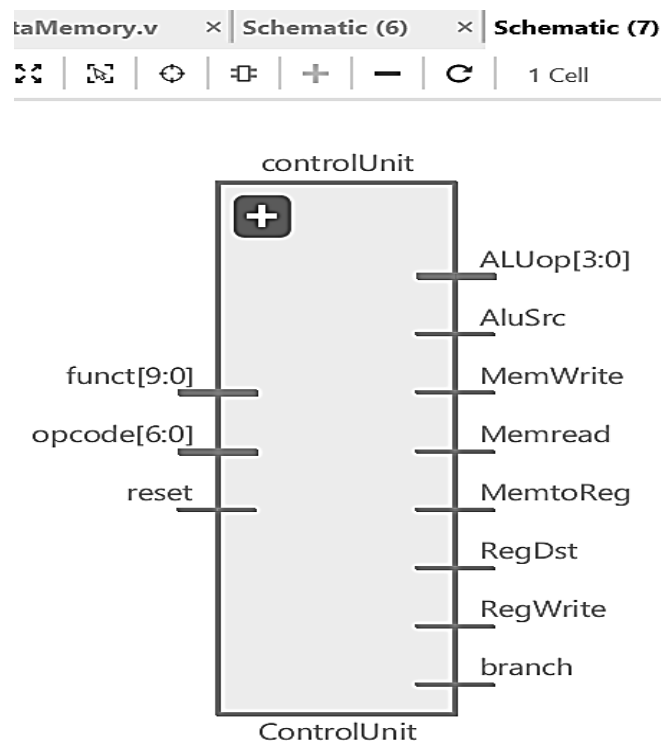 taMemory.v × Schematic (6) × Schematic (7)
1 Cell
controlUnit
ALUop[3:0]
AluSrc
funct[9:0] MemWrite
opcode[6:0] Memread
reset MemtoReg
RegDst
RegWrite
branch
ControlUnit